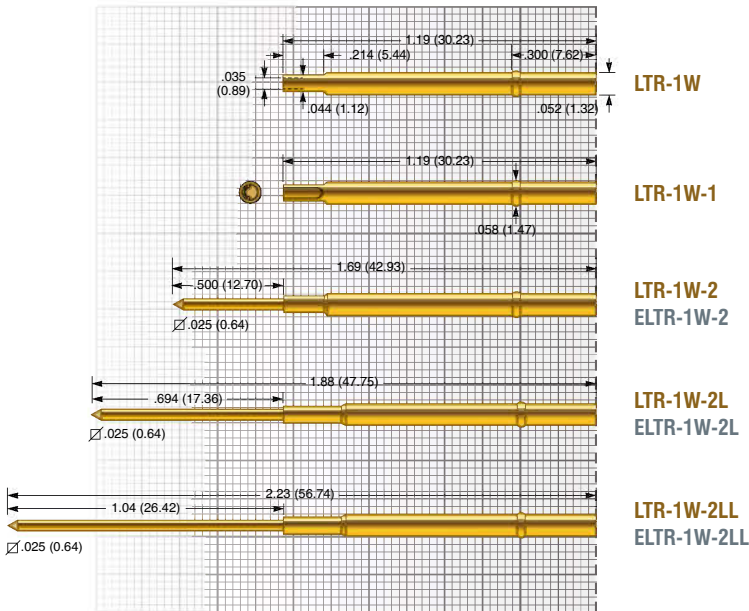 1.19 (30.23)
.214 (5.44)
.300 (7.62)
.035
(0.89)
.044 (1.12)
.052 (1.32)
LTR-1W
1.19 (30.23)
LTR-1W-1
.058 (1.47)
1.69 (42.93)
.500 (12.70)
.025 (0.64)
LTR-1W-2
ELTR-1W-2
1.88 (47.75)
.694 (17.36)
.025 (0.64)
LTR-1W-2L
ELTR-1W-2L
2.23 (56.74)
1.04 (26.42)
.025 (0.64)
LTR-1W-2LL
ELTR-1W-2LL